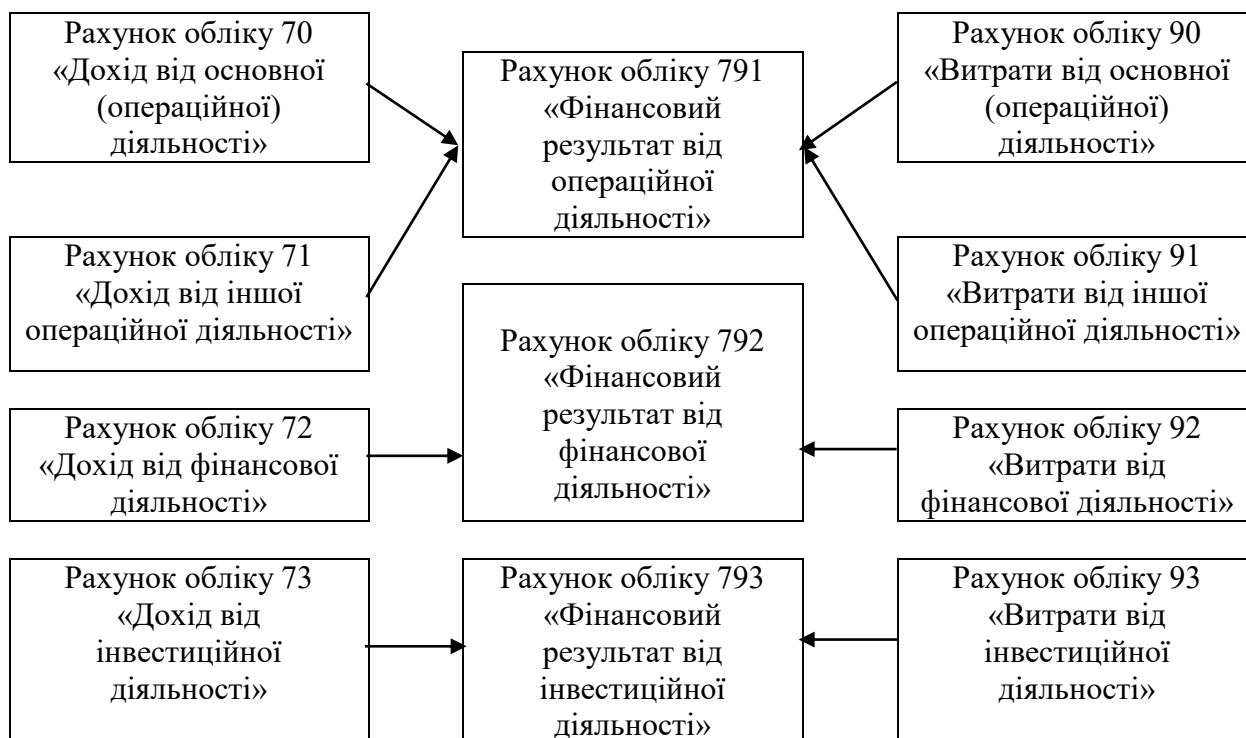 Рахунок обліку 70
«Дохід від основної
(операційної)
діяльності»
Рахунок обліку 791
«Фінансовий
результат від
операційної
діяльності»
Рахунок обліку 90
«Витрати від основної
(операційної)
діяльності»
Рахунок обліку 71
«Дохід від іншої
операційної діяльності»
Рахунок обліку 792
«Фінансовий
результат від
фінансової
діяльності»
Рахунок обліку 91
«Витрати від іншої
операційної діяльності»
Рахунок обліку 72
«Дохід від фінансової
діяльності»
Рахунок обліку 92
«Витрати від
фінансової діяльності»
Рахунок обліку 73
«Дохід від
інвестиційної
діяльності»
Рахунок обліку 793
«Фінансовий
результат від
інвестиційної
діяльності»
Рахунок обліку 93
«Витрати від
інвестиційної
діяльності»